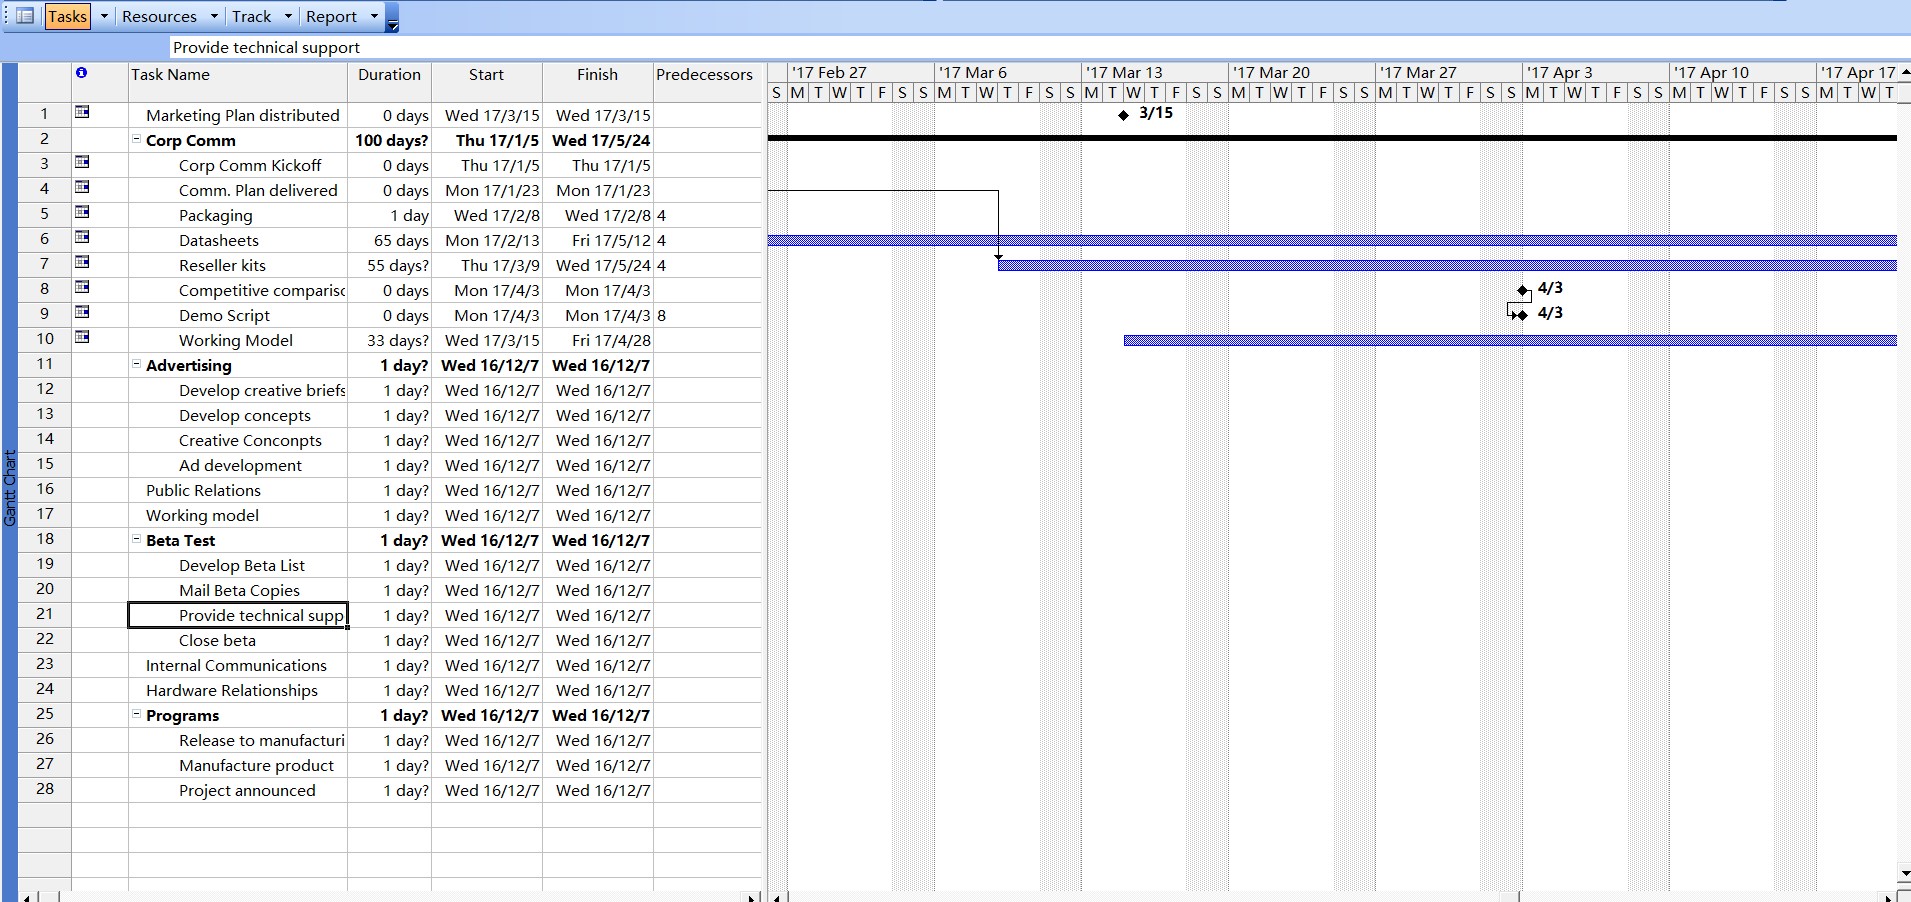 Tasks Resources Track Report
Provide technical support
Task Name Duration Start Finish Predecessors '17 Feb 27 '17 Mar 6 '17 Mar 13 '17 Mar 20 '17 Mar 27 '17 Apr 3 '17 Apr 10 '17 Apr 17
S M T W T F S S M T W T F S S M T W T F S S M T W T F S S M T W T F S S M T W T F S S M T W T F S S M T W T
1 Marketing Plan distributed 0 days Wed 17/3/15 Wed 17/3/15 3/15
2 Corp Comm 100 days? Thu 17/1/5 Wed 17/5/24
3 Corp Comm Kickoff 0 days Thu 17/1/5 Thu 17/1/5
4 Comm. Plan delivered 0 days Mon 17/1/23 Mon 17/1/23
5 Packaging 1 day Wed 17/2/8 Wed 17/2/8 4
6 Datasheets 65 days Mon 17/2/13 Fri 17/5/12 4
7 Reseller kits 55 days? Thu 17/3/9 Wed 17/5/24 4
8 Competitive comparisc 0 days Mon 17/4/3 Mon 17/4/3 4/3
9 Demo Script 0 days Mon 17/4/3 Mon 17/4/3 8 4/3
10 Working Model 33 days? Wed 17/3/15 Fri 17/4/28
11 Advertising 1 day? Wed 16/12/7 Wed 16/12/7
12 Develop creative briefs 1 day? Wed 16/12/7 Wed 16/12/7
13 Develop concepts 1 day? Wed 16/12/7 Wed 16/12/7
14 Creative Conconpts 1 day? Wed 16/12/7 Wed 16/12/7
15 Ad development 1 day? Wed 16/12/7 Wed 16/12/7
16 Public Relations 1 day? Wed 16/12/7 Wed 16/12/7
17 Working model 1 day? Wed 16/12/7 Wed 16/12/7
18 Beta Test 1 day? Wed 16/12/7 Wed 16/12/7
19 Develop Beta List 1 day? Wed 16/12/7 Wed 16/12/7
20 Mail Beta Copies 1 day? Wed 16/12/7 Wed 16/12/7
21 Provide technical supp 1 day? Wed 16/12/7 Wed 16/12/7
22 Close beta 1 day? Wed 16/12/7 Wed 16/12/7
23 Internal Communications 1 day? Wed 16/12/7 Wed 16/12/7
24 Hardware Relationships 1 day? Wed 16/12/7 Wed 16/12/7
25 Programs 1 day? Wed 16/12/7 Wed 16/12/7
26 Release to manufacturi 1 day? Wed 16/12/7 Wed 16/12/7
27 Manufacture product 1 day? Wed 16/12/7 Wed 16/12/7
28 Project announced 1 day? Wed 16/12/7 Wed 16/12/7
Gantt Chart